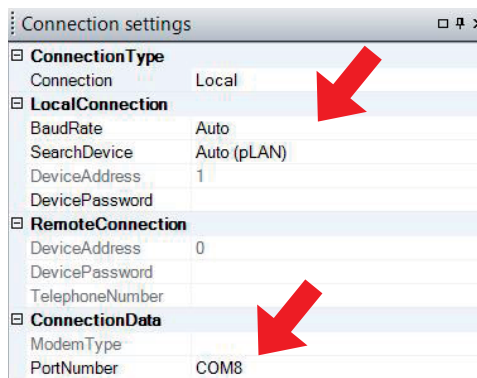 Connection settings
ConnectionType
Connection Local
LocalConnection
BaudRate Auto
SearchDevice Auto (pLAN)
DeviceAddress 1
DevicePassword
RemoteConnection
DeviceAddress 0
DevicePassword
TelephoneNumber
ConnectionData
ModemType
PortNumber COM8